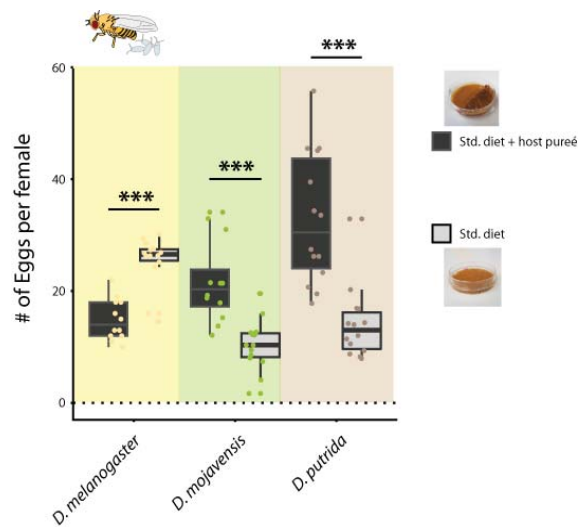 ***
60
***
***
40
20
0
# of Eggs per female
D. melanogaster
D. mojavensis
D. putrida
Std. diet + host pureé
Std. diet